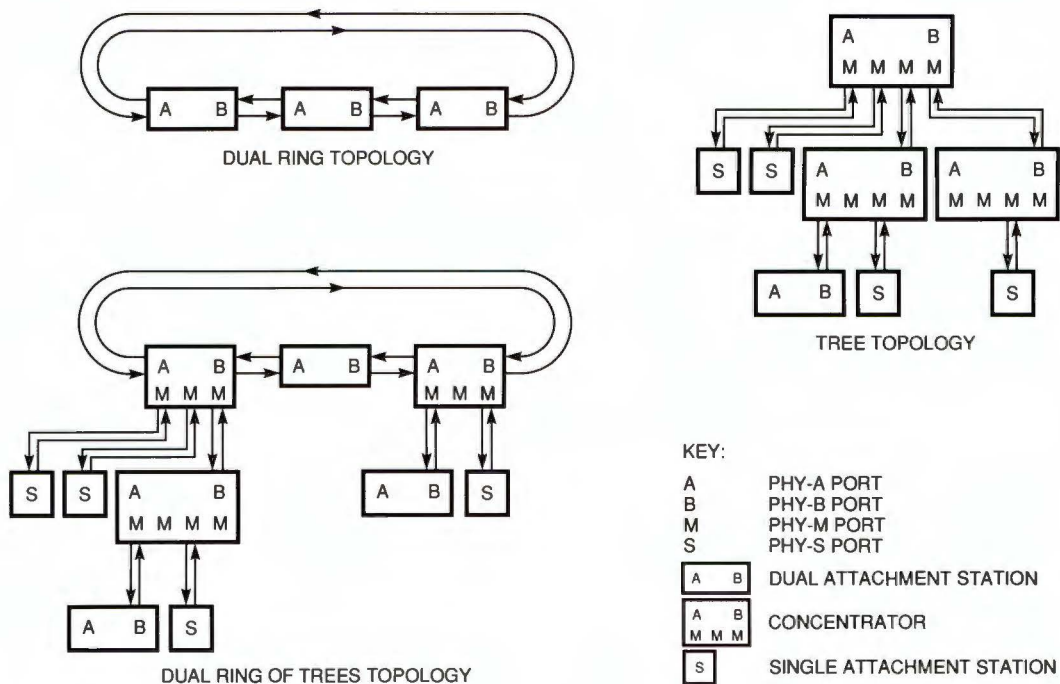 A B A B A B
DUAL RING TOPOLOGY
A B
M M M M
S S
A B
M M M M
A B
M M M M
A B
S
S
TREE TOPOLOGY
A B
M M M
A B
A B
M M M
S S
A B
M M M M
A B
S
A B
S
DUAL RING OF TREES TOPOLOGY
KEY:
A PHY-A PORT
B PHY-B PORT
M PHY-M PORT
S PHY-S PORT
A B DUAL ATTACHMENT STATION
A B
M M M
CONCENTRATOR
S SINGLE ATTACHMENT STATION